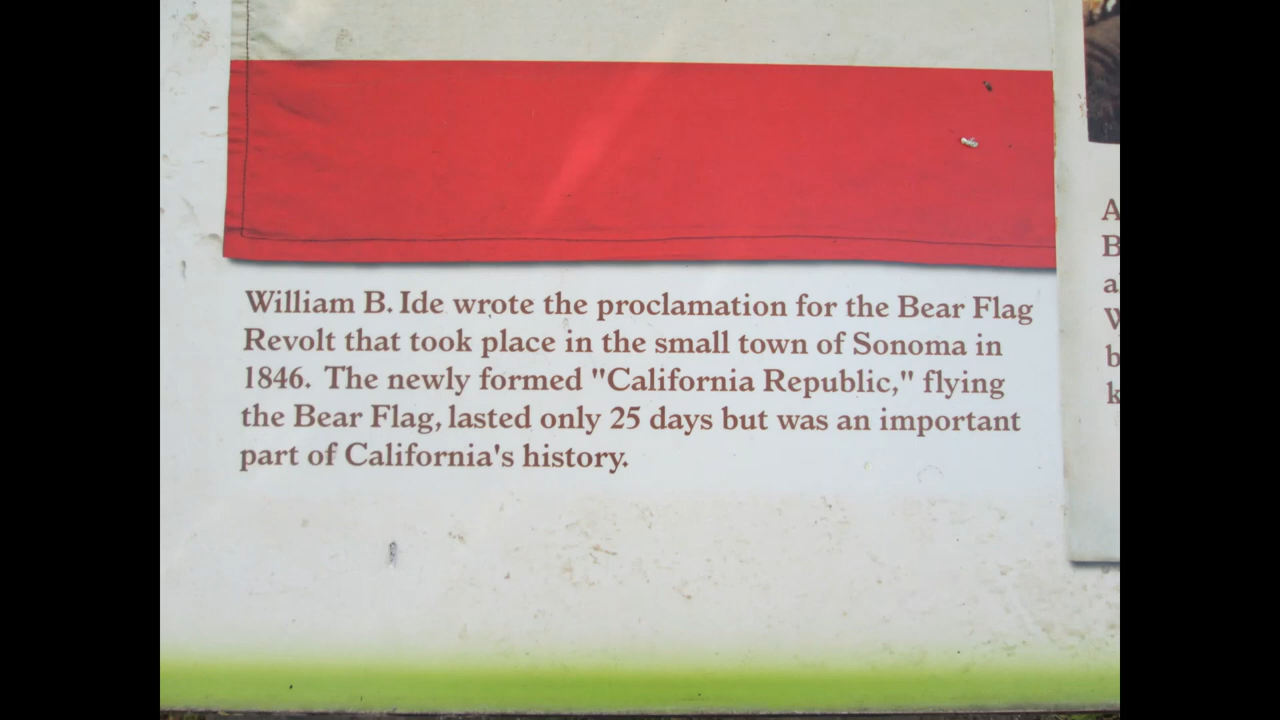 William B. Ide wrote the proclamation for the Bear Flag
Revolt that took place in the small town of Sonoma in
1846. The newly formed "California Republic," flying
the Bear Flag, lasted only 25 days but was an important
part of California's history.